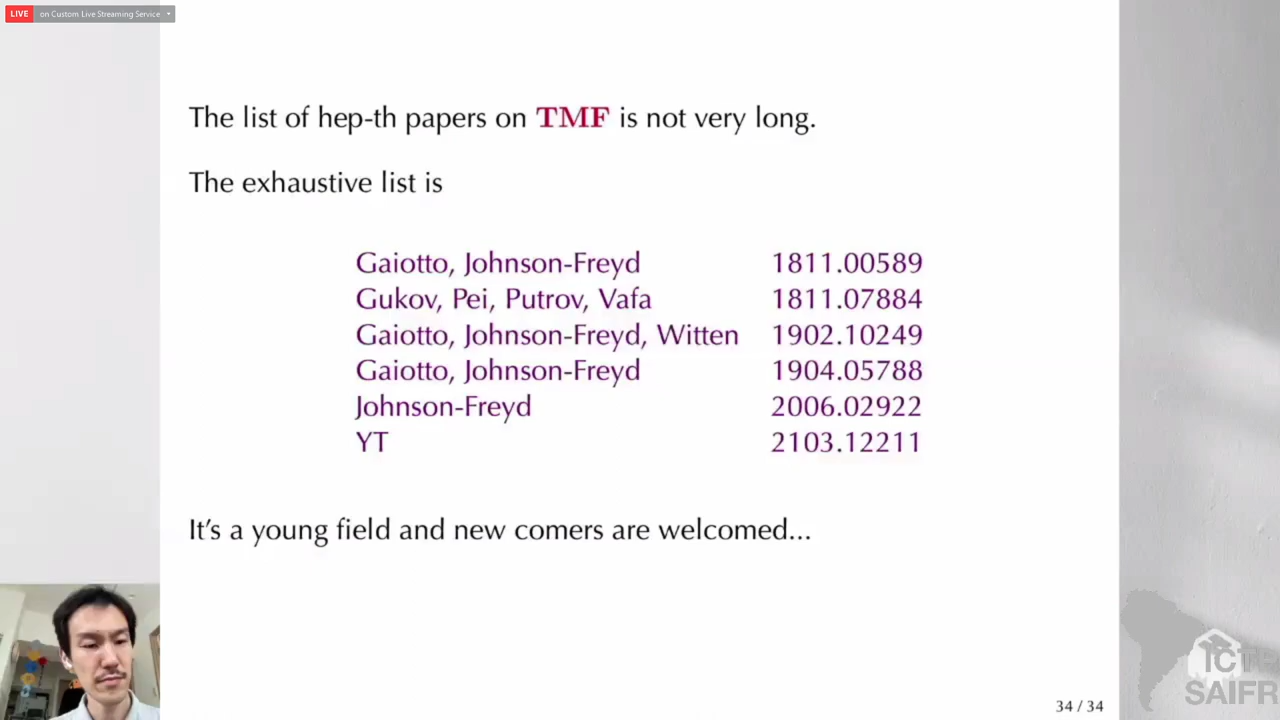 LIVE on Custom Live Streaming Service
The list of hep-th papers on TMF is not very long.
The exhaustive list is
Gaiotto, Johnson-Freyd 1811.00589
Gukov, Pei, Putrov, Vafa 1811.07884
Gaiotto, Johnson-Freyd, Witten 1902.10249
Gaiotto, Johnson-Freyd 1904.05788
Johnson-Freyd 2006.02922
YT 2103.12211
It's a young field and new comers are welcomed...
ICTP
SAIFR
34 / 34